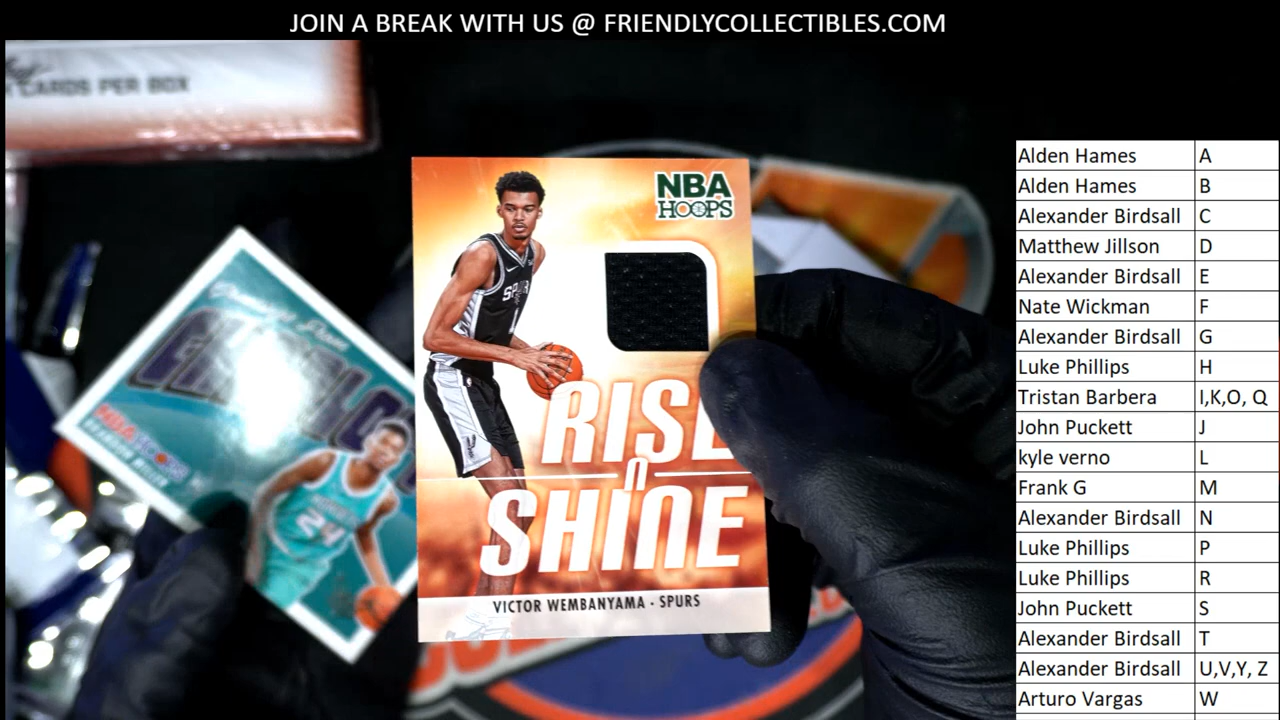 JOIN A BREAK WITH US @ FRIENDLYCOLLECTIBLES.COM
CARDS PER BOX
NBA
HOOPS
RISE
n
SHINE
VICTOR WEMBANYAMA · SPURS
54
Alden Hames A
Alden Hames B
Alexander Birdsall C
Matthew Jillson D
Alexander Birdsall E
Nate Wickman F
Alexander Birdsall G
Luke Phillips H
Tristan Barbera I,K,O, Q
John Puckett J
kyle verno L
Frank G M
Alexander Birdsall N
Luke Phillips P
Luke Phillips R
John Puckett S
Alexander Birdsall T
Alexander Birdsall U,V,Y, Z
Arturo Vargas W